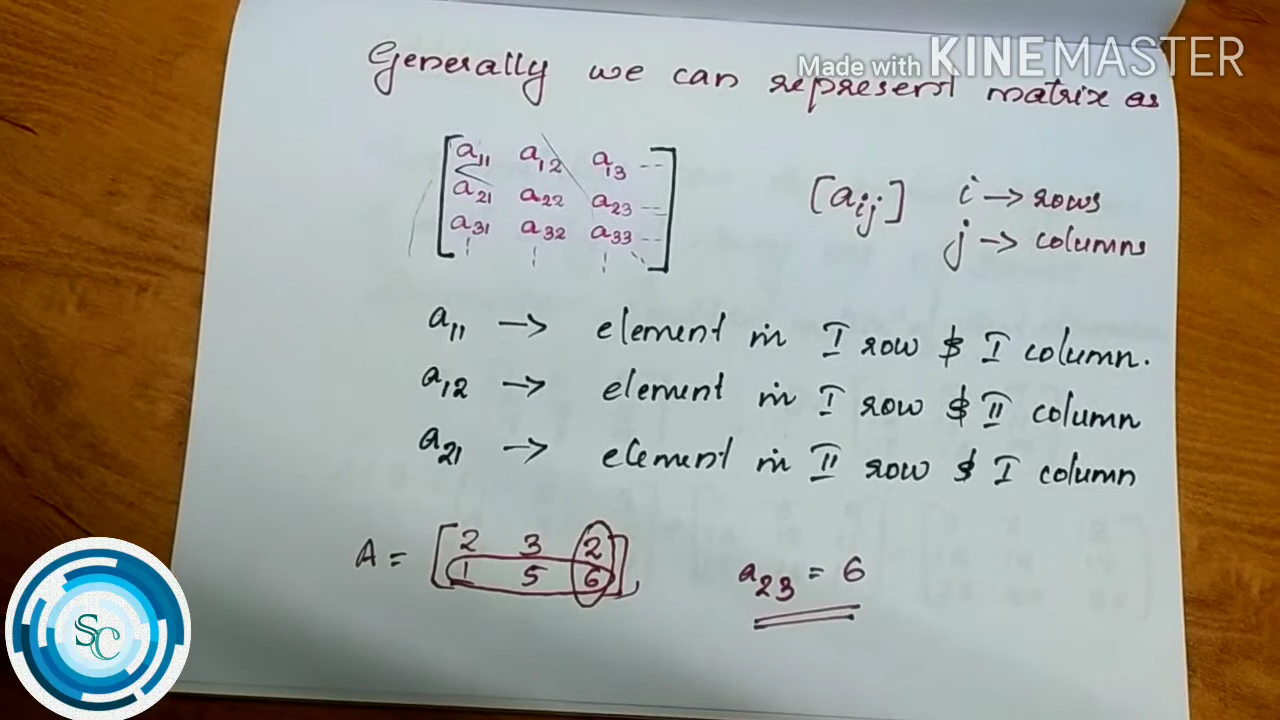 Made with KINEMASTER
Generally we can represent matrix as
a11 a12 a13 --
a21 a22 a23 --
a31 a32 a33 --
[aij] i → rows
j → columns
a11 → element in I row & I column.
a12 → element in I row & II column
a21 → element in II row & I column
A = [2 3 2
1 5 6]
a23 = 6
SC